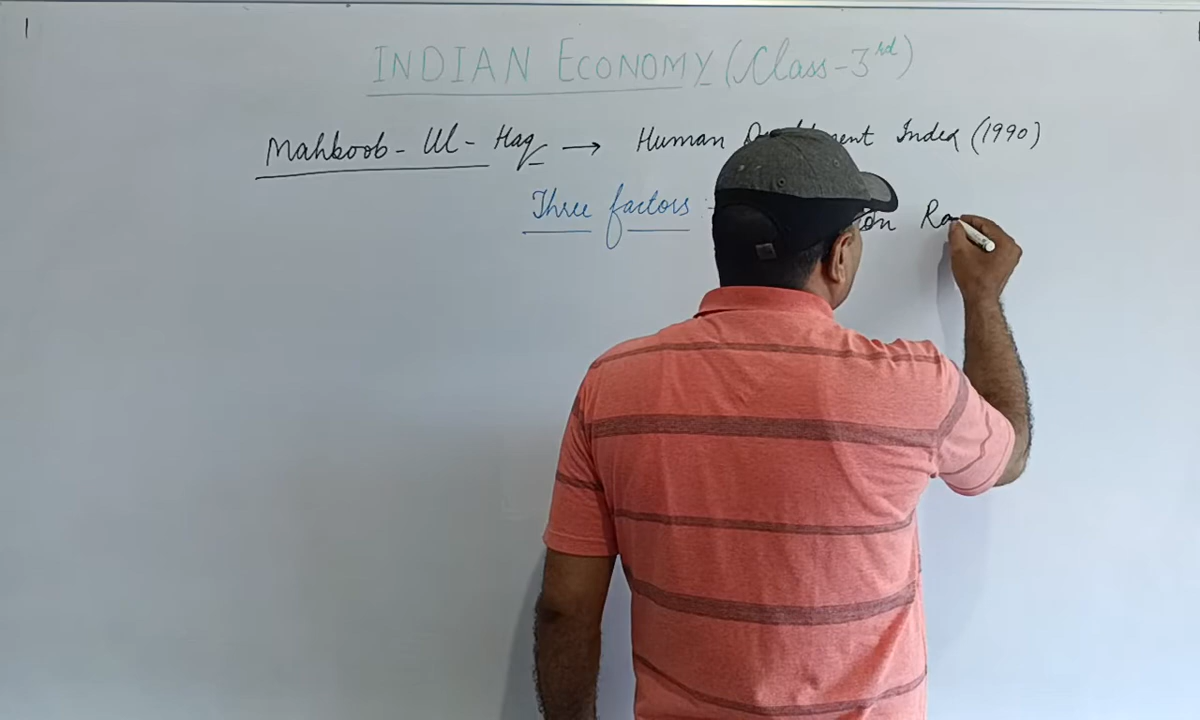 INDIAN ECONOMY (Class-3rd)
Mahboob-Ul-Haq → Human Index (1990)
Three factors :-